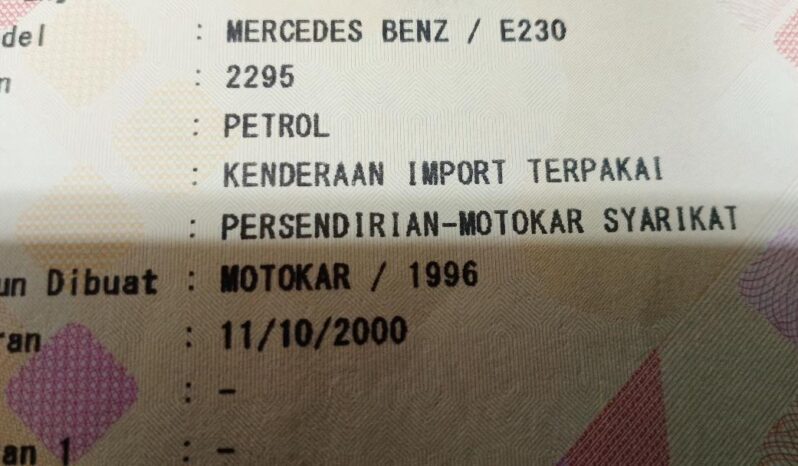 del : MERCEDES BENZ / E230
n : 2295
: PETROL
: KENDERAAN IMPORT TERPAKAI
: PERSENDIRIAN-MOTOKAR SYARIKAT
un Dibuat : MOTOKAR / 1996
ran : 11/10/2000
: -
an 1 : -